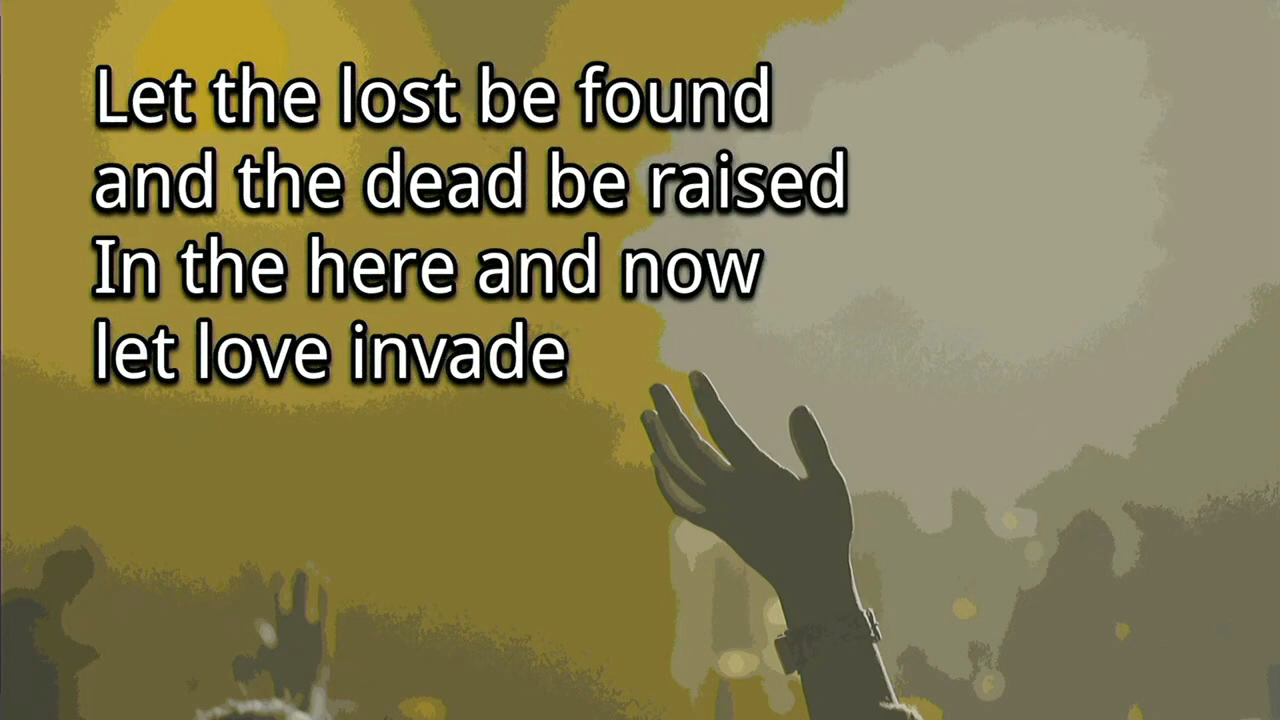 Let the lost be found
and the dead be raised
In the here and now
let love invade